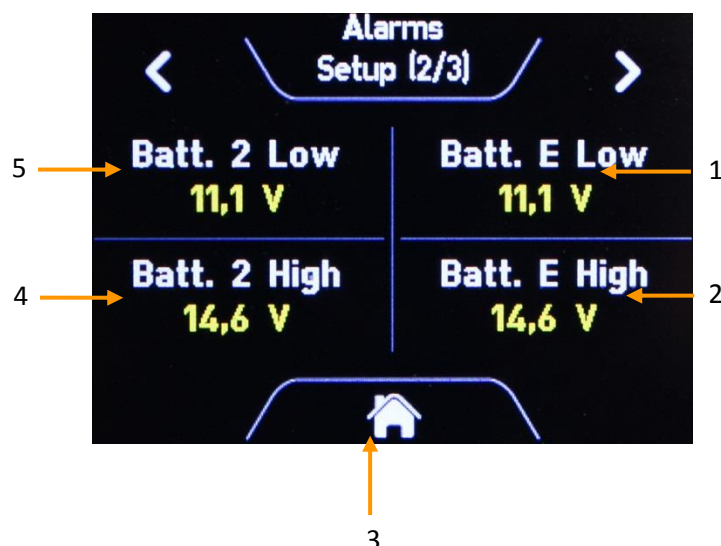 Alarms
Setup (2/3)
5
Batt. 2 Low
11,1 V
Batt. E Low
11,1 V
1
4
Batt. 2 High
14,6 V
Batt. E High
14,6 V
2
3